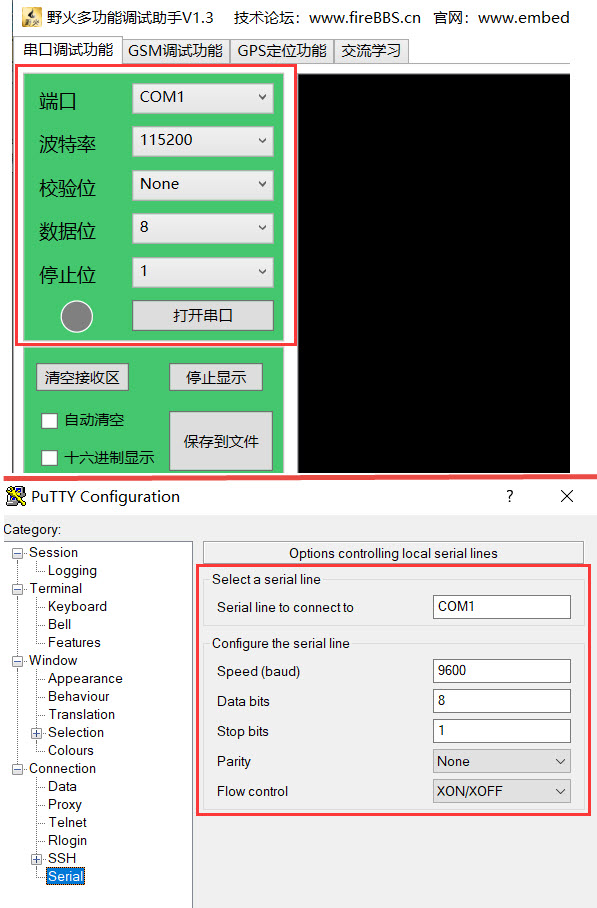 野火多功能调试助手V1.3 技术论坛：www.fireBBS.cn 官网：www.embed
串口调试功能 GSM调试功能 GPS定位功能 交流学习
端口 COM1
波特率 115200
校验位 None
数据位 8
停止位 1
打开串口
清空接收区 停止显示
自动清空
保存到文件
十六进制显示
PuTTY Configuration ?
Category:
Session
Logging
Terminal
Keyboard
Bell
Features
Window
Appearance
Behaviour
Translation
Selection
Colours
Connection
Data
Proxy
Telnet
Rlogin
SSH
Serial
Options controlling local serial lines
Select a serial line
Serial line to connect to COM1
Configure the serial line
Speed (baud) 9600
Data bits 8
Stop bits 1
Parity None
Flow control XON/XOFF